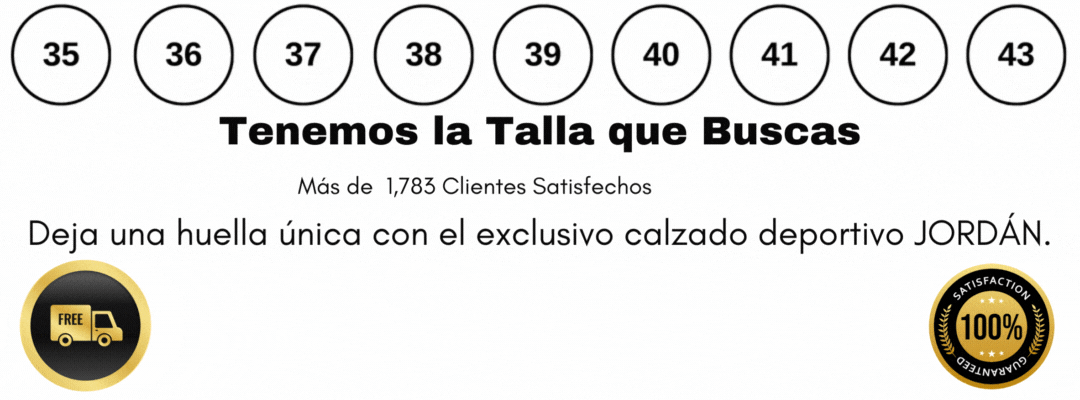 35 36 37 38 39 40 41 42 43
Tenemos la Talla que Buscas
Más de 1,783 Clientes Satisfechos
Deja una huella única con el exclusivo calzado deportivo JORDÁN.
FREE
SATISFACTION
100%
GUARANTEED